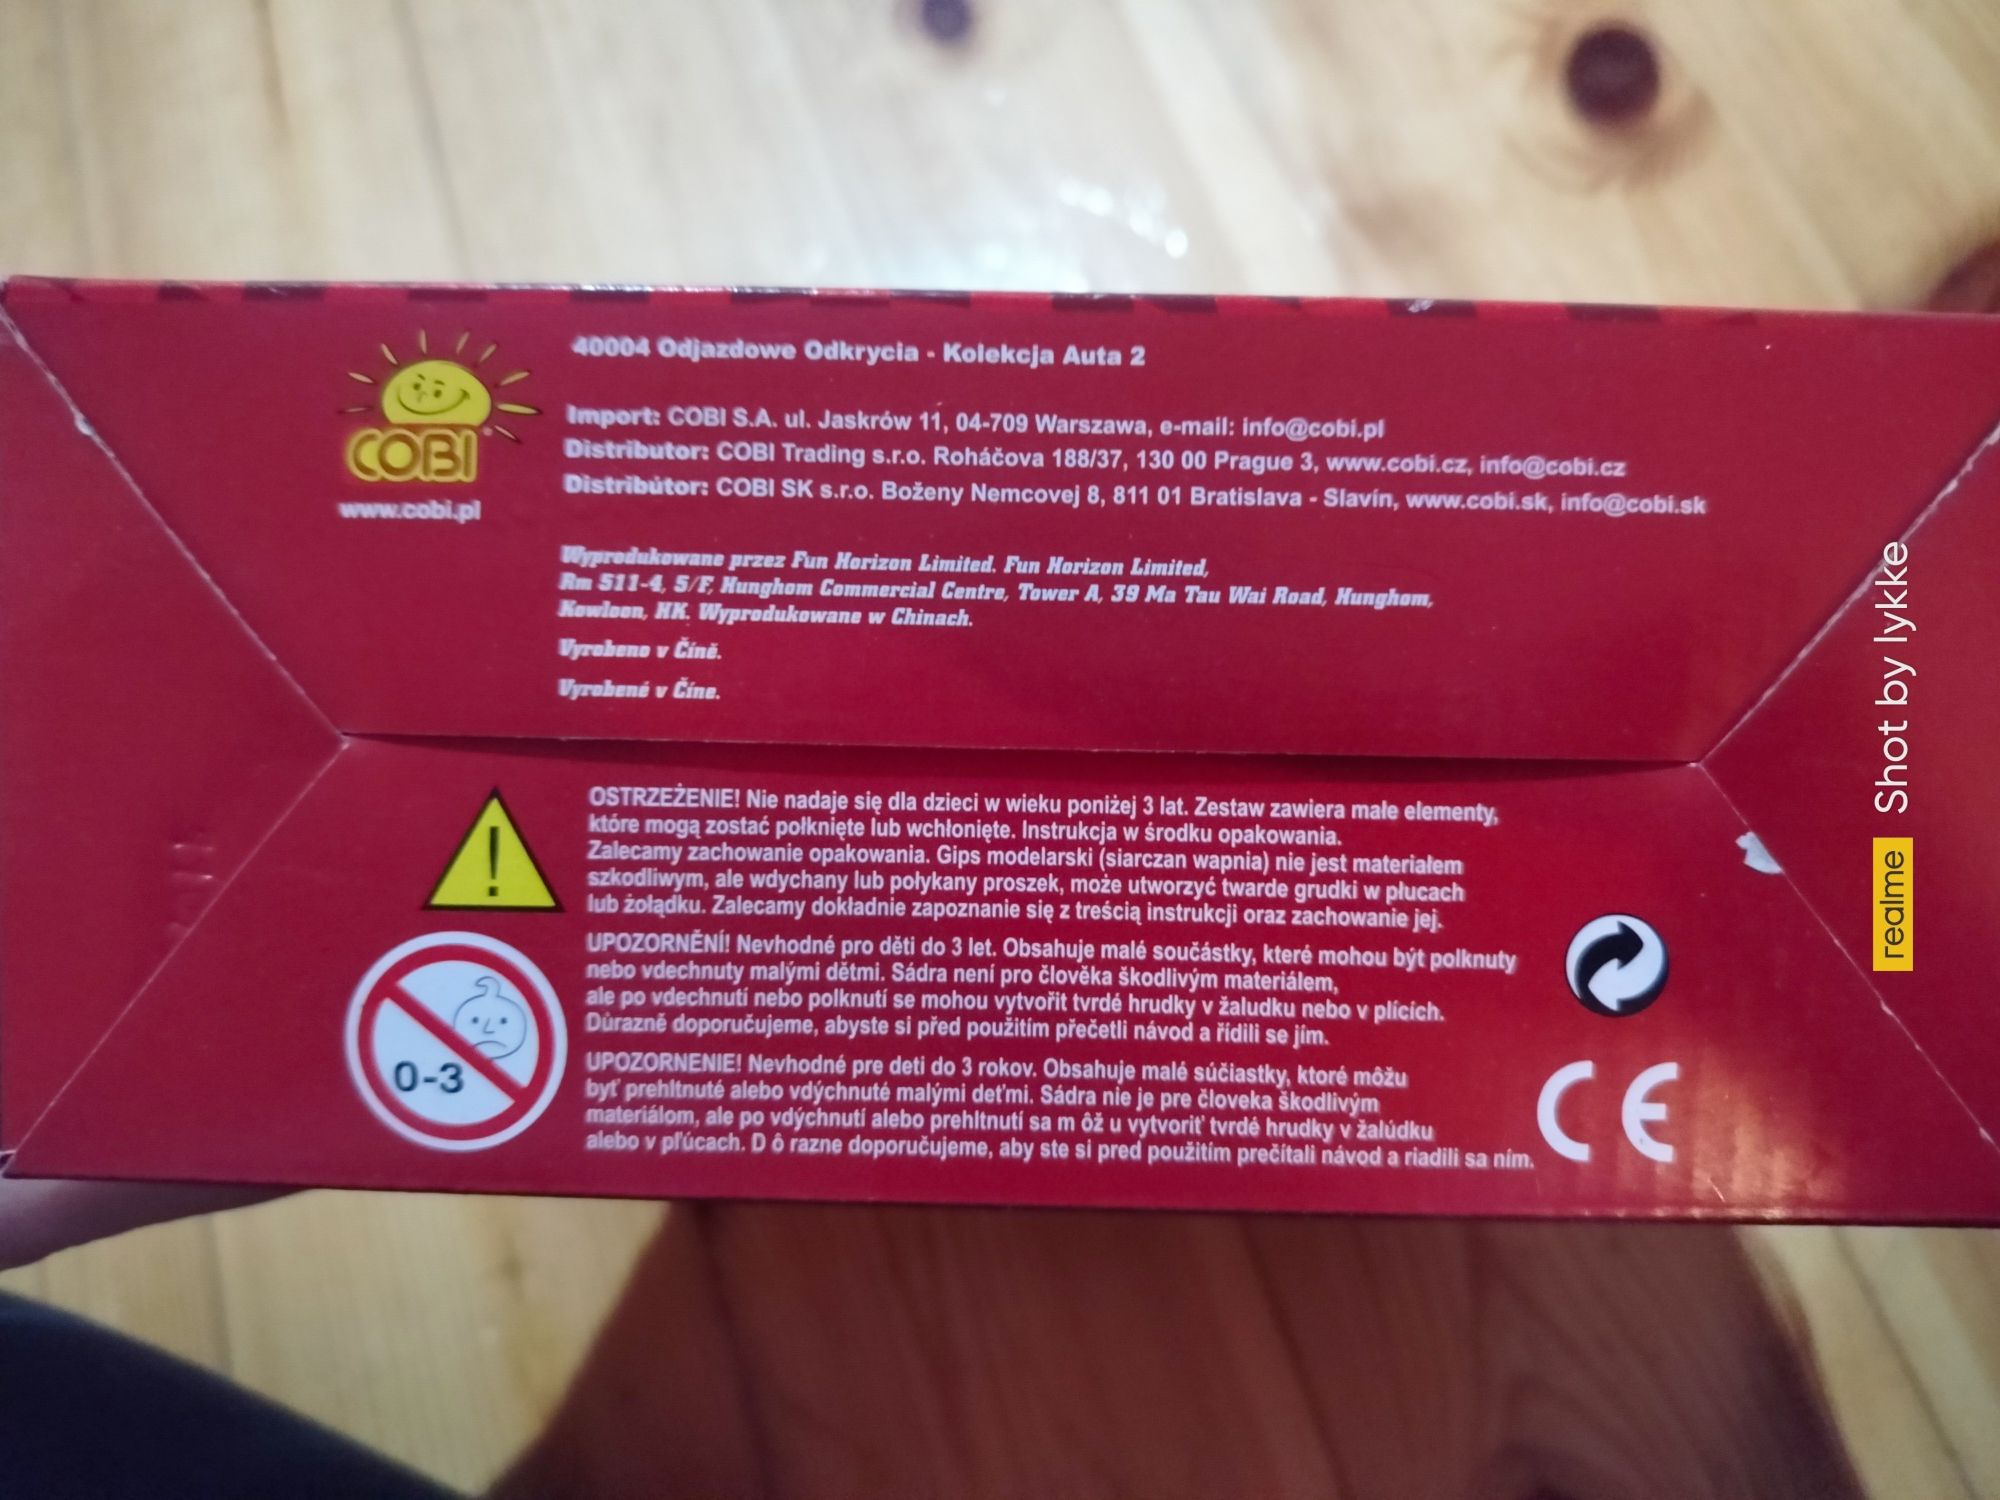 40004 Odjazdowe Odkrycia - Kolekcja Auta 2
COBI
www.cobi.pl
Import: COBI S.A. ul. Jaskrów 11, 04-709 Warszawa, e-mail: info@cobi.pl
Distributor: COBI Trading s.r.o. Roháčova 188/37, 130 00 Prague 3, www.cobi.cz, info@cobi.cz
Distribútor: COBI SK s.r.o. Boženy Nemcovej 8, 811 01 Bratislava - Slavín, www.cobi.sk, info@cobi.sk
Wyprodukowane przez Fun Horizon Limited. Fun Horizon Limited,
Rm 511-4, 5/F, Hunghom Commercial Centre, Tower A, 39 Ma Tau Wai Road, Hunghom,
Kowloon, HK. Wyprodukowane w Chinach.
Vyrobeno v Číně.
Vyrobené v Číne.
OSTRZEŻENIE! Nie nadaje się dla dzieci w wieku poniżej 3 lat. Zestaw zawiera małe elementy,
które mogą zostać połknięte lub wchłonięte. Instrukcja w środku opakowania.
Zalecamy zachowanie opakowania. Gips modelarski (siarczan wapnia) nie jest materiałem
szkodliwym, ale wdychany lub połykany proszek, może utworzyć twarde grudki w płucach
lub żołądku. Zalecamy dokładnie zapoznanie się z treścią instrukcji oraz zachowanie jej.
UPOZORNĚNÍ! Nevhodné pro děti do 3 let. Obsahuje malé součástky, které mohou být polknuty
nebo vdechnuty malými dětmi. Sádra není pro člověka škodlivým materiálem,
ale po vdechnutí nebo polknutí se mohou vytvořit tvrdé hrudky v žaludku nebo v plících.
Důrazně doporučujeme, abyste si před použitím přečetli návod a řídili se jím.
UPOZORNENIE! Nevhodné pre deti do 3 rokov. Obsahuje malé súčiastky, ktoré môžu
byť prehltnuté alebo vdýchnuté malými deťmi. Sádra nie je pre človeka škodlivým
materiálom, ale po vdýchnutí alebo prehltnutí sa m ôž u vytvoriť tvrdé hrudky v žalúdku
alebo v pľúcach. D ô razne doporučujeme, aby ste si pred použitím prečítali návod a riadili sa ním.
0-3
CE
realme Shot by lykke